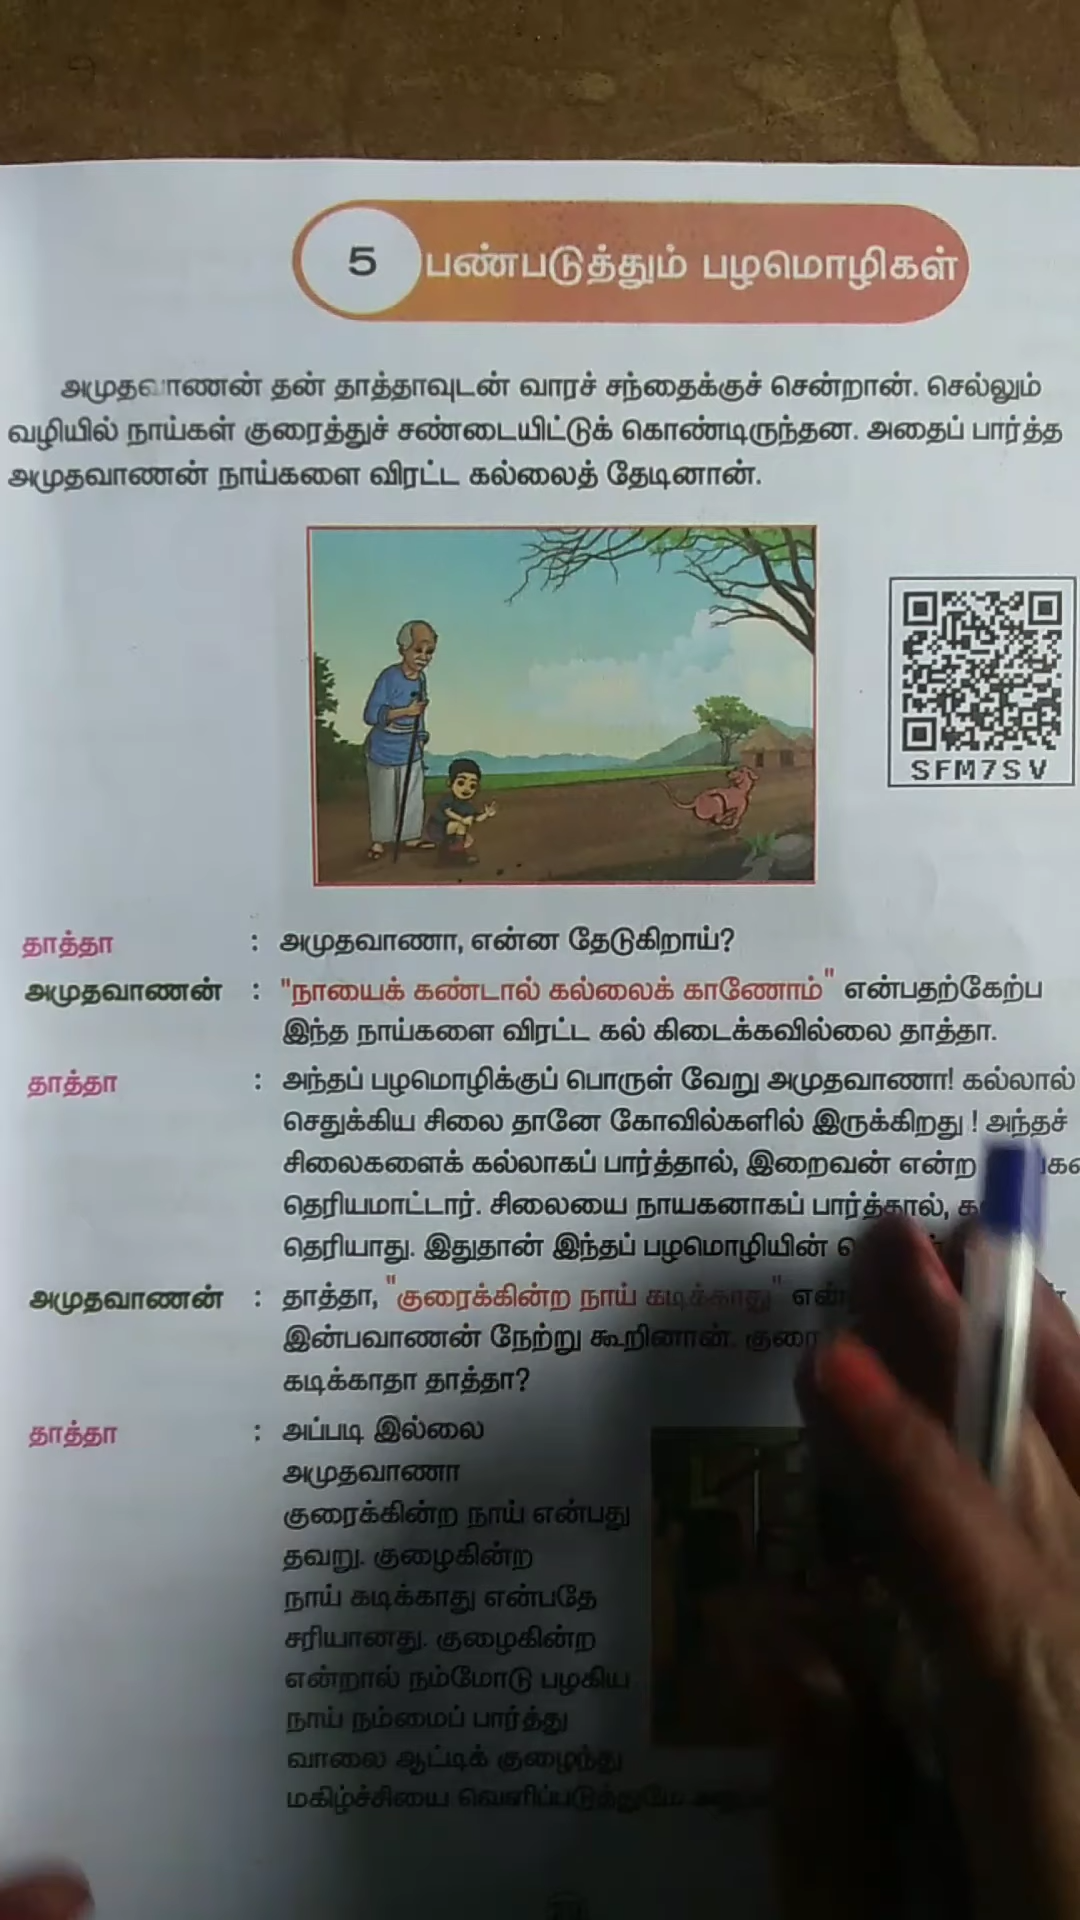 5 பண்படுத்தும் பழமொழிகள்
அமுதவாணன் தன் தாத்தாவுடன் வாரச் சந்தைக்குச் சென்றான். செல்லும்
வழியில் நாய்கள் குரைத்துச் சண்டையிட்டுக் கொண்டிருந்தன. அதைப் பார்த்த
அமுதவாணன் நாய்களை விரட்ட கல்லைத் தேடினான்.
SFM7SV
தாத்தா : அமுதவாணா, என்ன தேடுகிறாய்?
அமுதவாணன் : "நாயைக் கண்டால் கல்லைக் காணோம்" என்பதற்கேற்ப
இந்த நாய்களை விரட்ட கல் கிடைக்கவில்லை தாத்தா.
தாத்தா : அந்தப் பழமொழிக்குப் பொருள் வேறு அமுதவாணா! கல்லால்
செதுக்கிய சிலை தானே கோவில்களில் இருக்கிறது ! அந்தச்
சிலைகளைக் கல்லாகப் பார்த்தால், இறைவன் என்ற
தெரியமாட்டார். சிலையை நாயகனாகப் பார்த்தால்,
தெரியாது. இதுதான் இந்தப் பழமொழியின்
அமுதவாணன் : தாத்தா, "குரைக்கின்ற நாய் கடிக்காது"
இன்பவாணன் நேற்று கூறினான்.
கடிக்காதா தாத்தா?
தாத்தா : அப்படி இல்லை
அமுதவாணா
குரைக்கின்ற நாய் என்பது
தவறு. குழைகின்ற
நாய் கடிக்காது என்பதே
சரியானது. குழைகின்ற
என்றால் நம்மோடு பழகிய
நாய் நம்மைப் பார்த்து
வாலை ஆட்டிக் குழைந்து
மகிழ்ச்சியை வெளிப்படுத்துமே